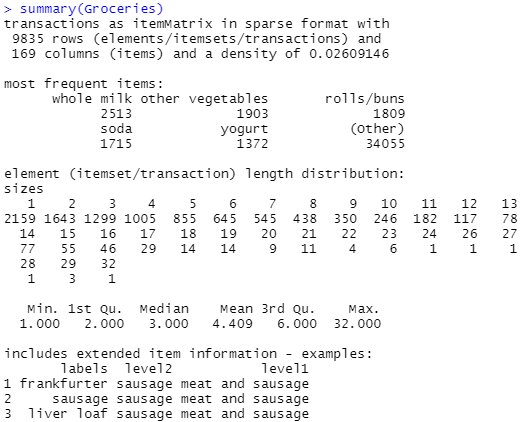 > summary(Groceries)
transactions as itemMatrix in sparse format with
 9835 rows (elements/itemsets/transactions) and
 169 columns (items) and a density of 0.02609146

most frequent items:
      whole milk other vegetables       rolls/buns
            2513             1903             1809
            soda           yogurt          (Other)
            1715             1372            34055

element (itemset/transaction) length distribution:
sizes
   1    2    3    4    5    6    7    8    9   10   11   12   13
2159 1643 1299 1005  855  645  545  438  350  246  182  117   78
  14   15   16   17   18   19   20   21   22   23   24   26   27
  77   55   46   29   14   14    9   11    4    6    1    1    1
  28   29   32
   1    3    1

   Min. 1st Qu.  Median    Mean 3rd Qu.    Max.
  1.000   2.000   3.000   4.409   6.000  32.000

includes extended item information - examples:
       labels  level2           level1
1 frankfurter sausage meat and sausage
2     sausage sausage meat and sausage
3  liver loaf sausage meat and sausage